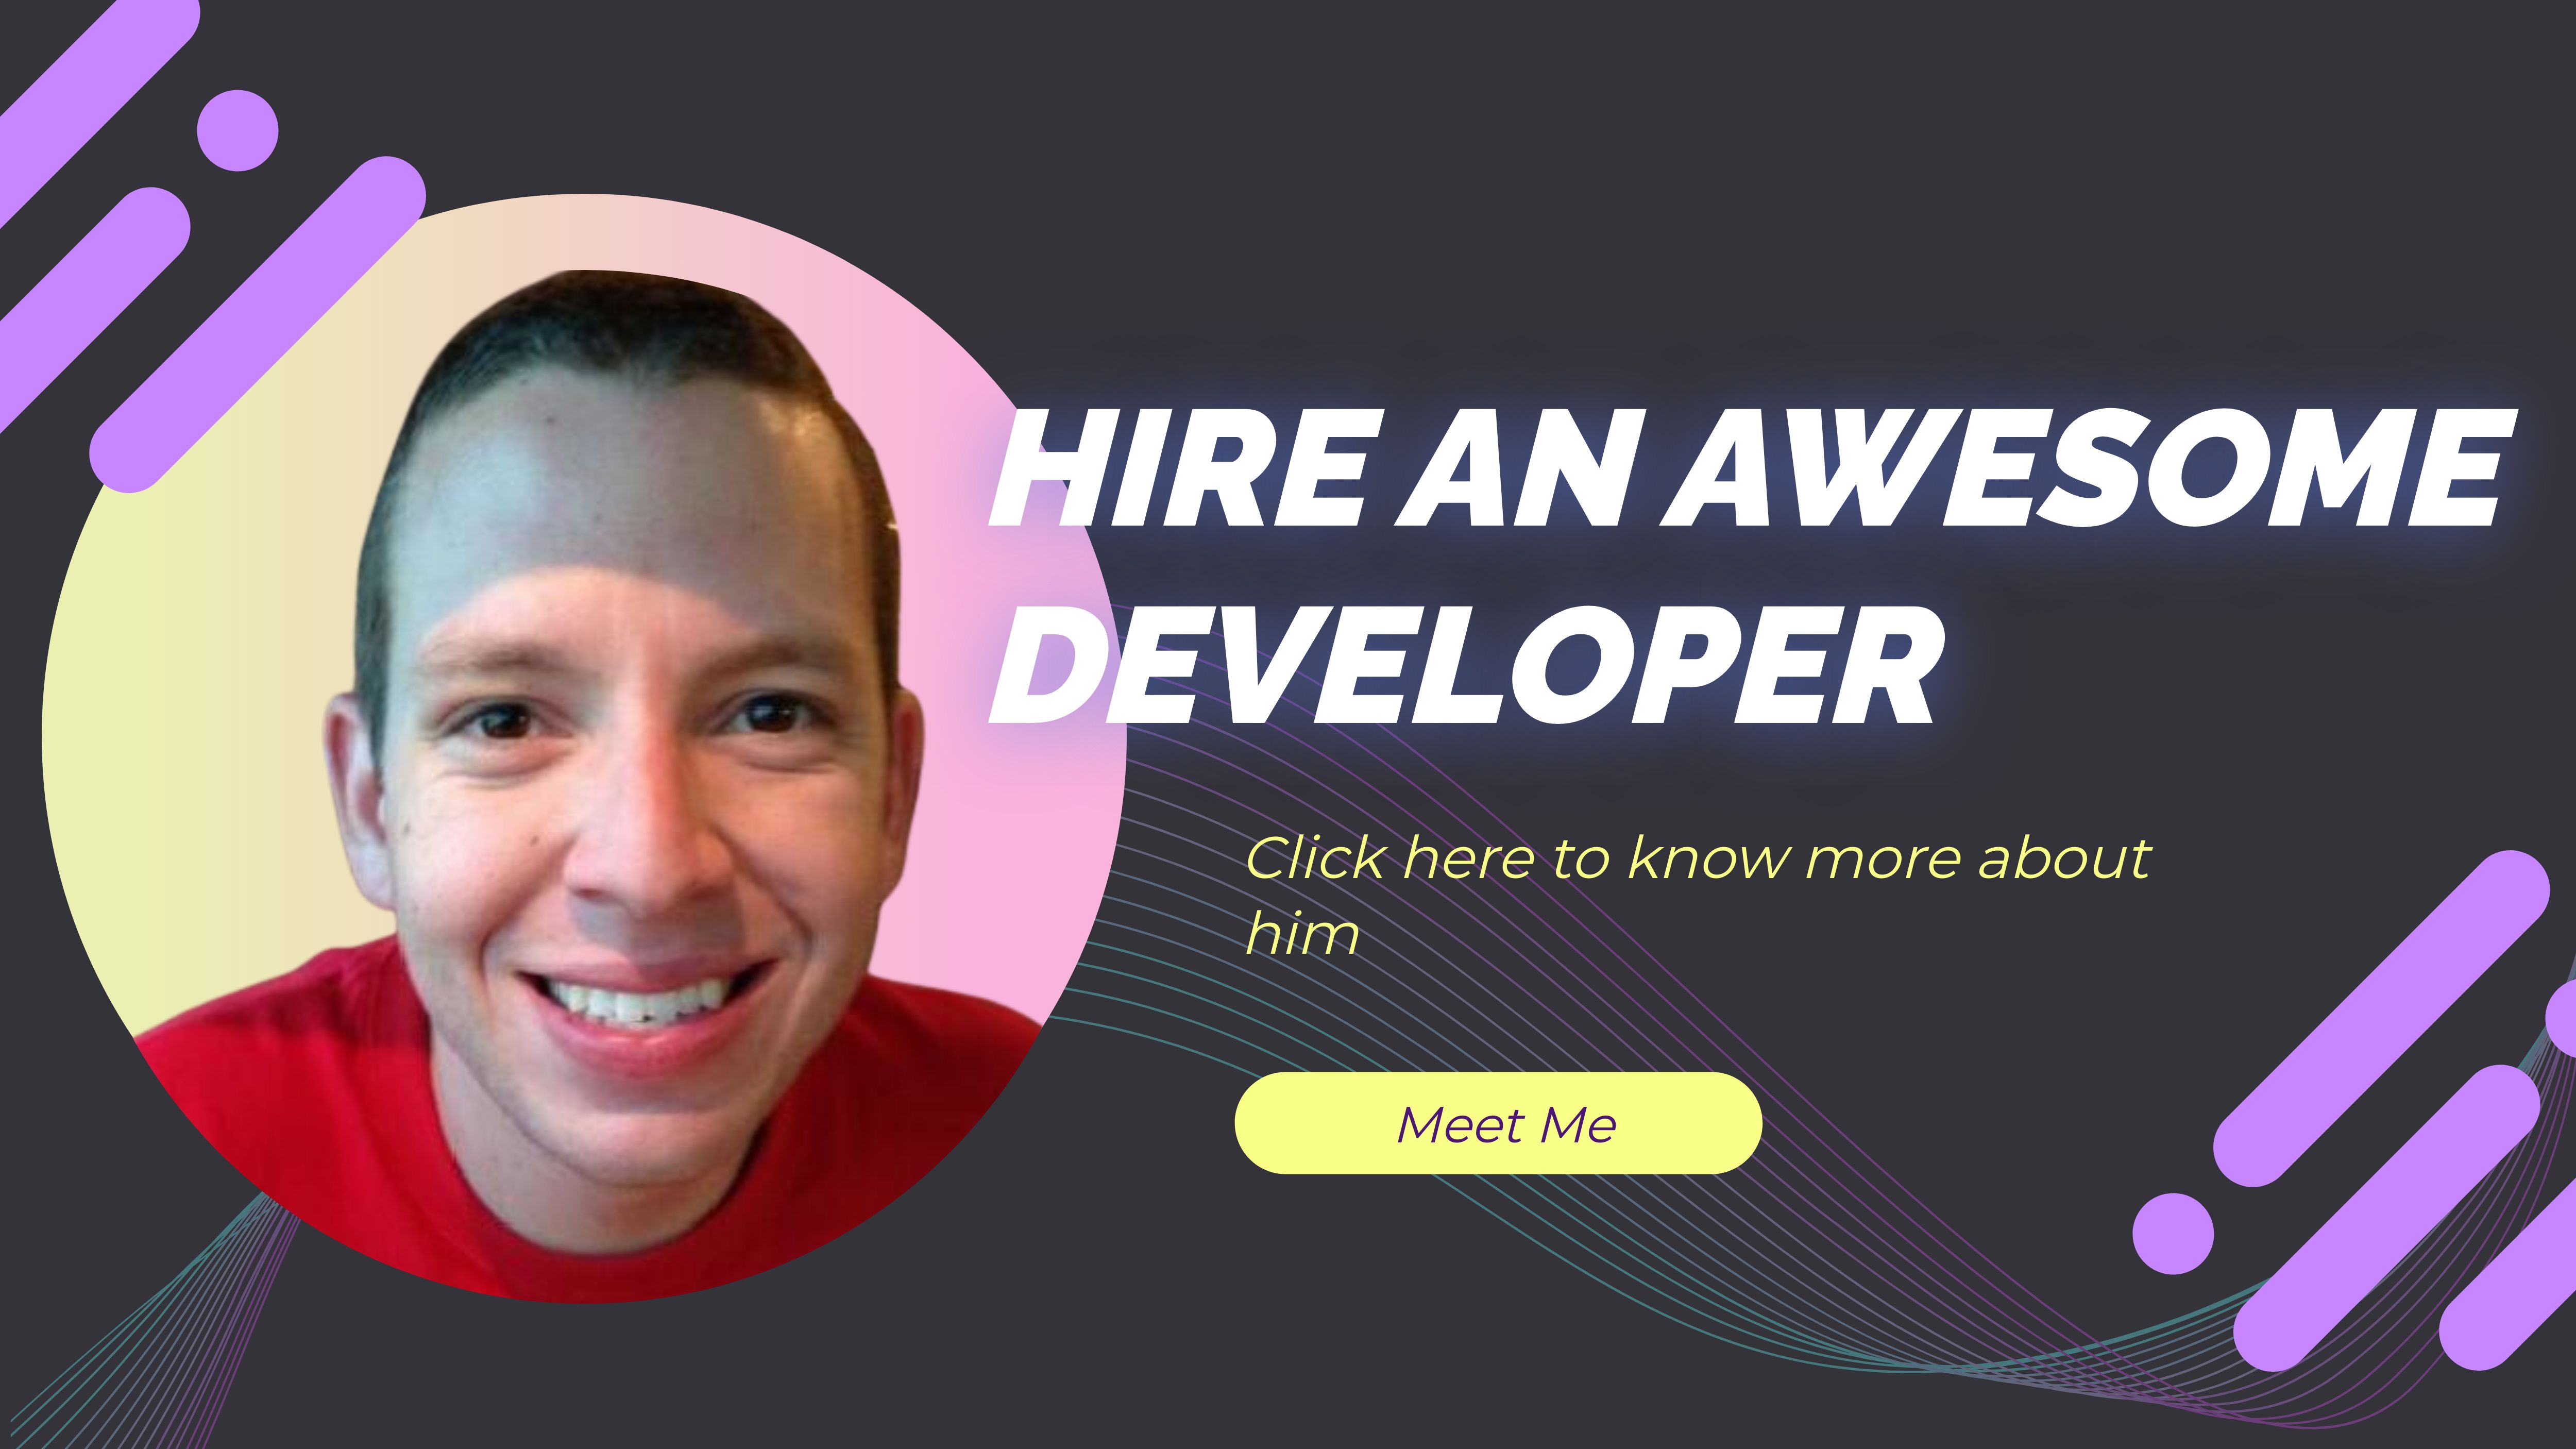 HIRE AN AWESOME
DEVELOPER
Click here to know more about
him
Meet Me